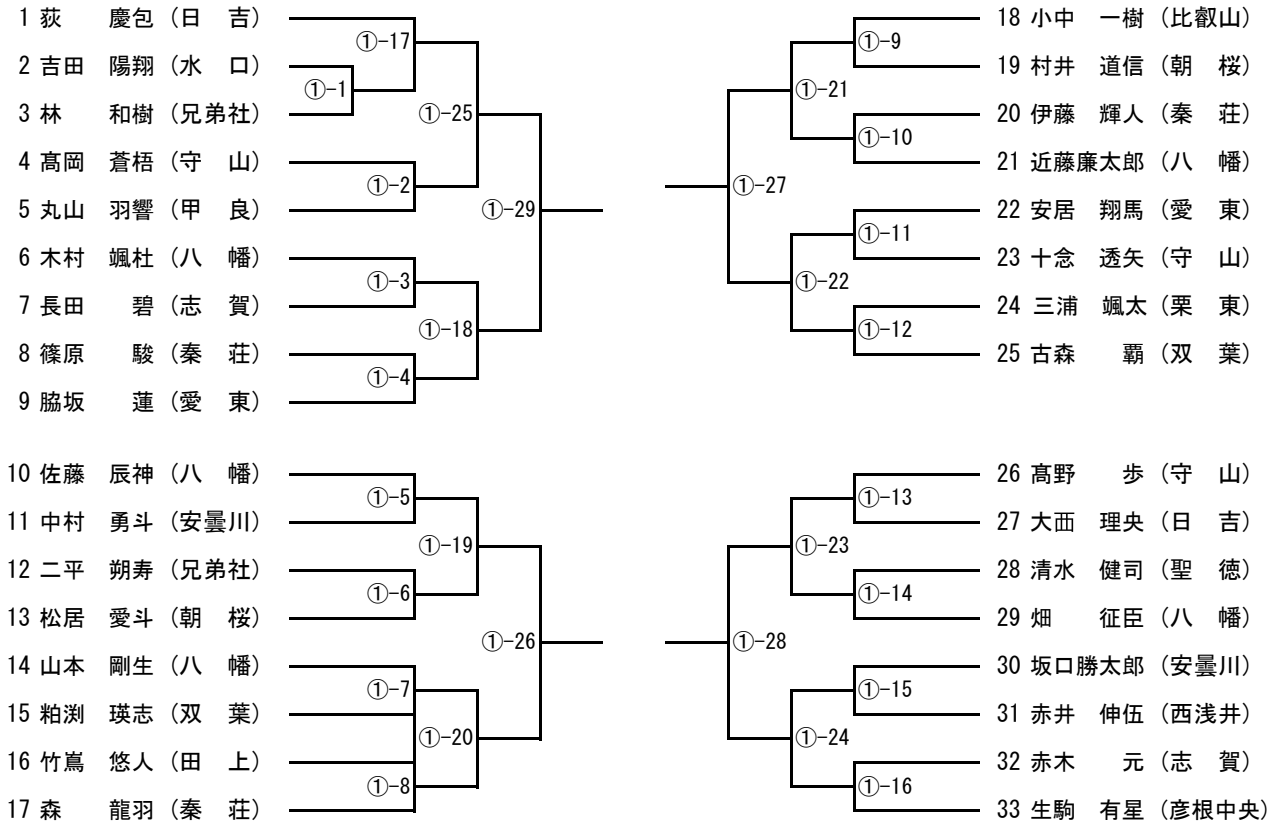 1 荻　　慶包（日　吉）
①-17
2 吉田　陽翔（水　口）
①-1
3 林　　和樹（兄弟社）
①-25
4 髙岡　蒼梧（守　山）
①-2
5 丸山　羽響（甲　良）
①-29
6 木村　颯杜（八　幡）
①-3
7 長田　　碧（志　賀）
①-18
8 篠原　　駿（秦　荘）
①-4
9 脇坂　　蓮（愛　東）
10 佐藤　辰神（八　幡）
①-5
11 中村　勇斗（安曇川）
①-19
12 二平　朔寿（兄弟社）
①-6
13 松居　愛斗（朝　桜）
①-26
14 山本　剛生（八　幡）
①-7
15 粕渕　瑛志（双　葉）
①-20
16 竹嶌　悠人（田　上）
①-8
17 森　　龍羽（秦　荘）
18 小中　一樹（比叡山）
①-9
19 村井　道信（朝　桜）
①-21
20 伊藤　輝人（秦　荘）
①-10
21 近藤廉太郎（八　幡）
①-27
22 安居　翔馬（愛　東）
①-11
23 十念　透矢（守　山）
①-22
24 三浦　颯太（栗　東）
①-12
25 古森　　覇（双　葉）
26 髙野　　歩（守　山）
①-13
27 大西　理央（日　吉）
①-23
28 清水　健司（聖　徳）
①-14
29 畑　　征臣（八　幡）
①-28
30 坂口勝太郎（安曇川）
①-15
31 赤井　伸伍（西浅井）
①-24
32 赤木　　元（志　賀）
①-16
33 生駒　有星（彦根中央）